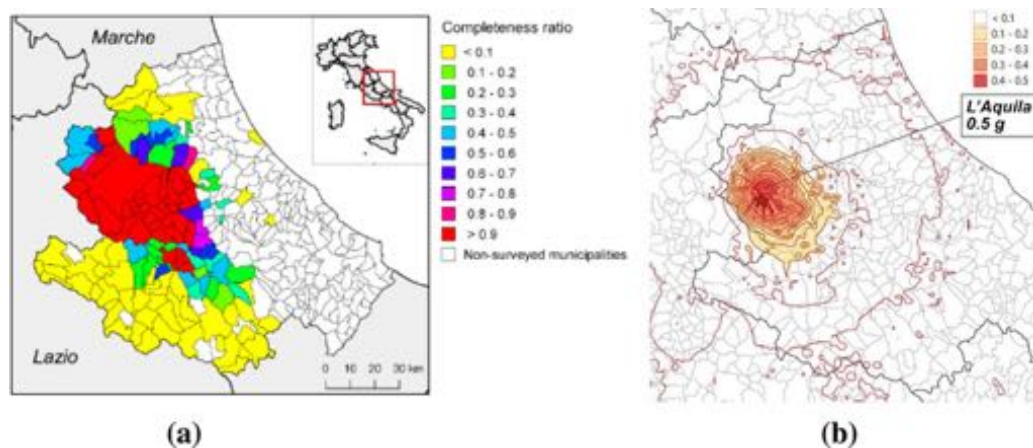 Marche
Lazio
Completeness ratio
< 0.1
0.1 - 0.2
0.2 - 0.3
0.3 - 0.4
0.4 - 0.5
0.5 - 0.6
0.6 - 0.7
0.7 - 0.8
0.8 - 0.9
> 0.9
Non-surveyed municipalities
0 10 20 30 km
(a)
< 0.1
0.1 - 0.2
0.2 - 0.3
0.3 - 0.4
0.4 - 0.5
L'Aquila
0.5 g
(b)